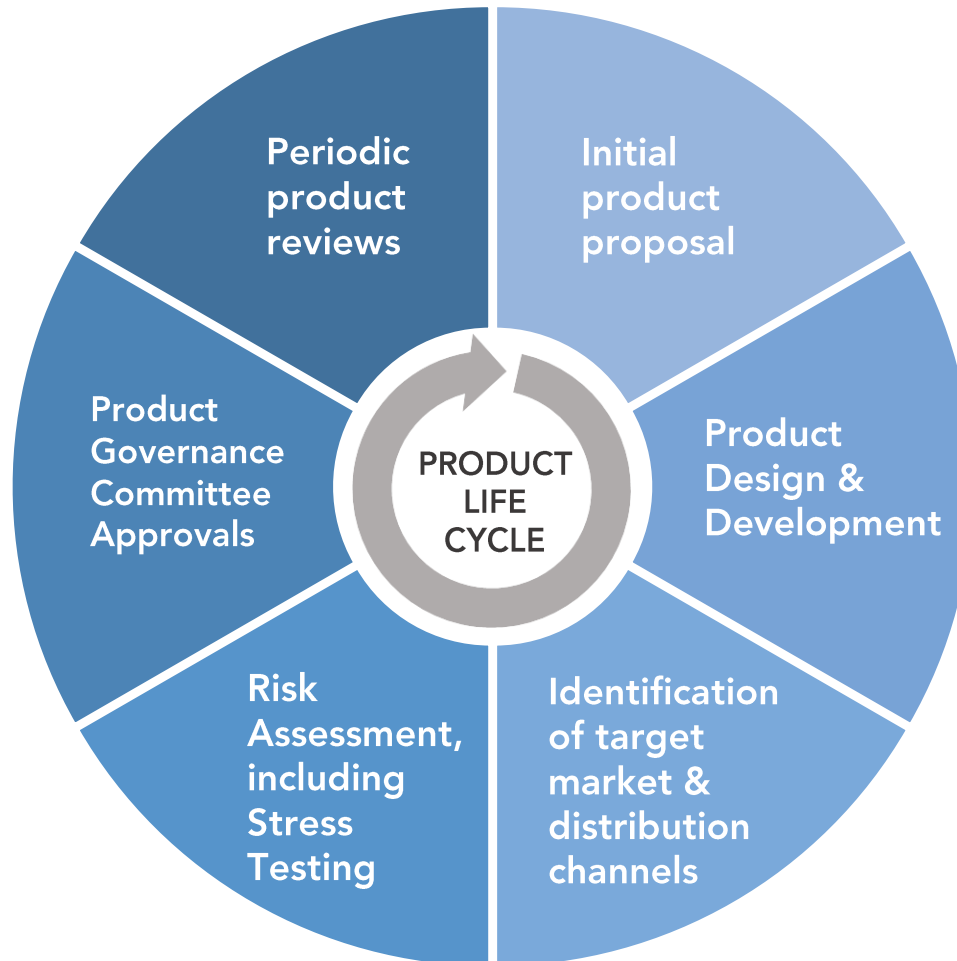 Periodic
product
reviews
Initial
product
proposal
Product
Governance
Committee
Approvals
PRODUCT
LIFE
CYCLE
Product
Design &
Development
Risk
Assessment,
including
Stress
Testing
Identification
of target
market &
distribution
channels